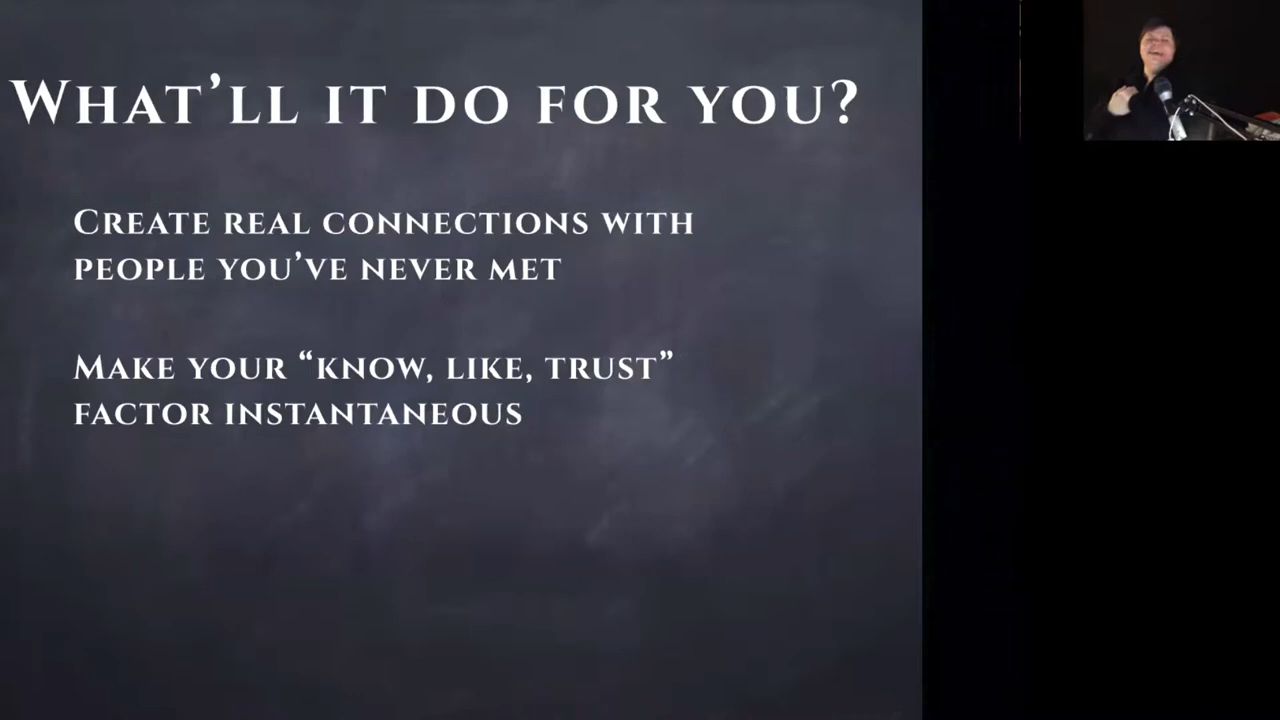 What’ll it do for you?
Create real connections with
people you’ve never met
Make your “know, like, trust”
factor instantaneous